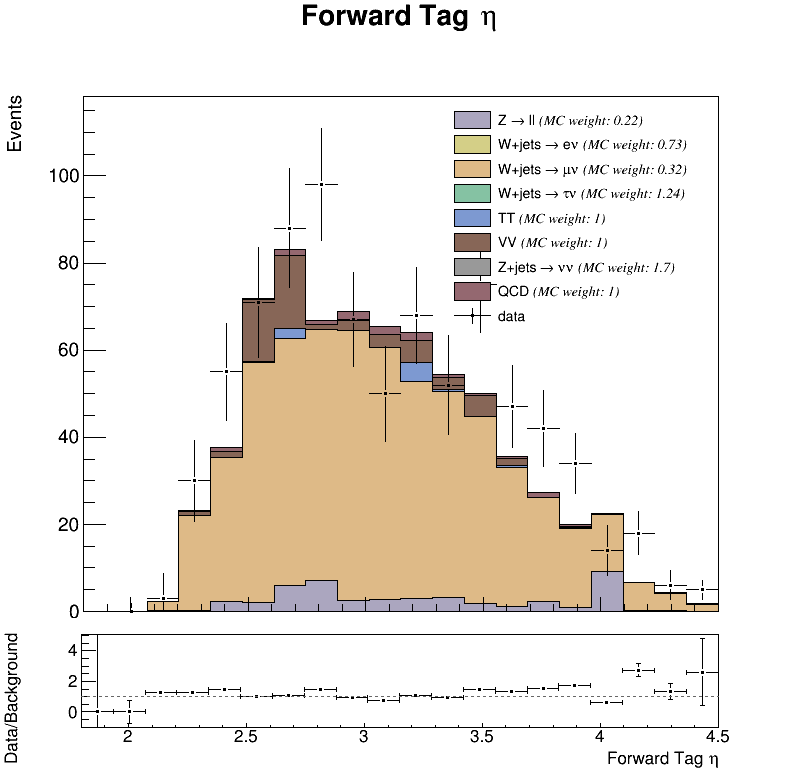 Forward Tag η
Events
100
80
60
40
20
0
Z → ll (MC weight: 0.22)
W+jets → eν (MC weight: 0.73)
W+jets → μν (MC weight: 0.32)
W+jets → τν (MC weight: 1.24)
TT (MC weight: 1)
VV (MC weight: 1)
Z+jets → νν (MC weight: 1.7)
QCD (MC weight: 1)
data
Data/Background
4
2
0
2 2.5 3 3.5 4 4.5
Forward Tag η